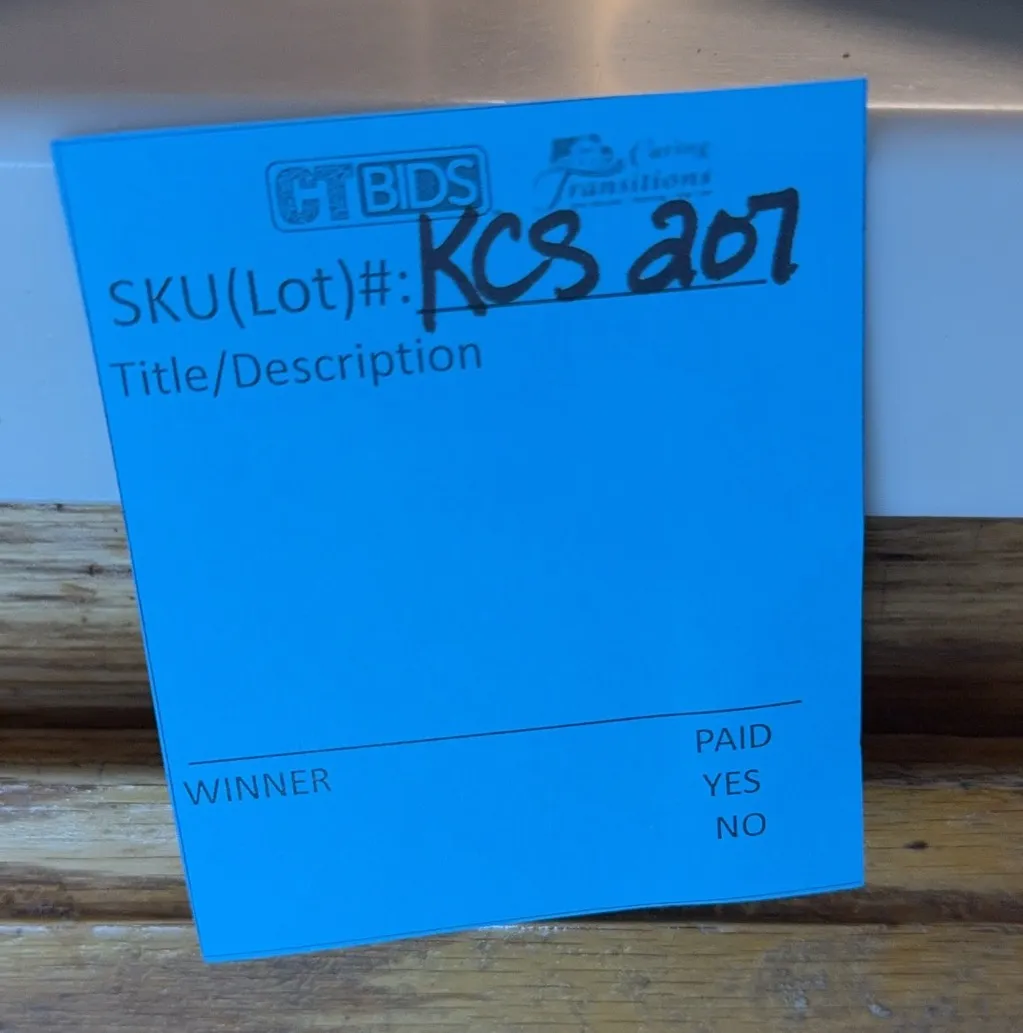 CTBIDS Caring Transitions
SKU(Lot)#: KCS 207
Title/Description
WINNER PAID
YES
NO